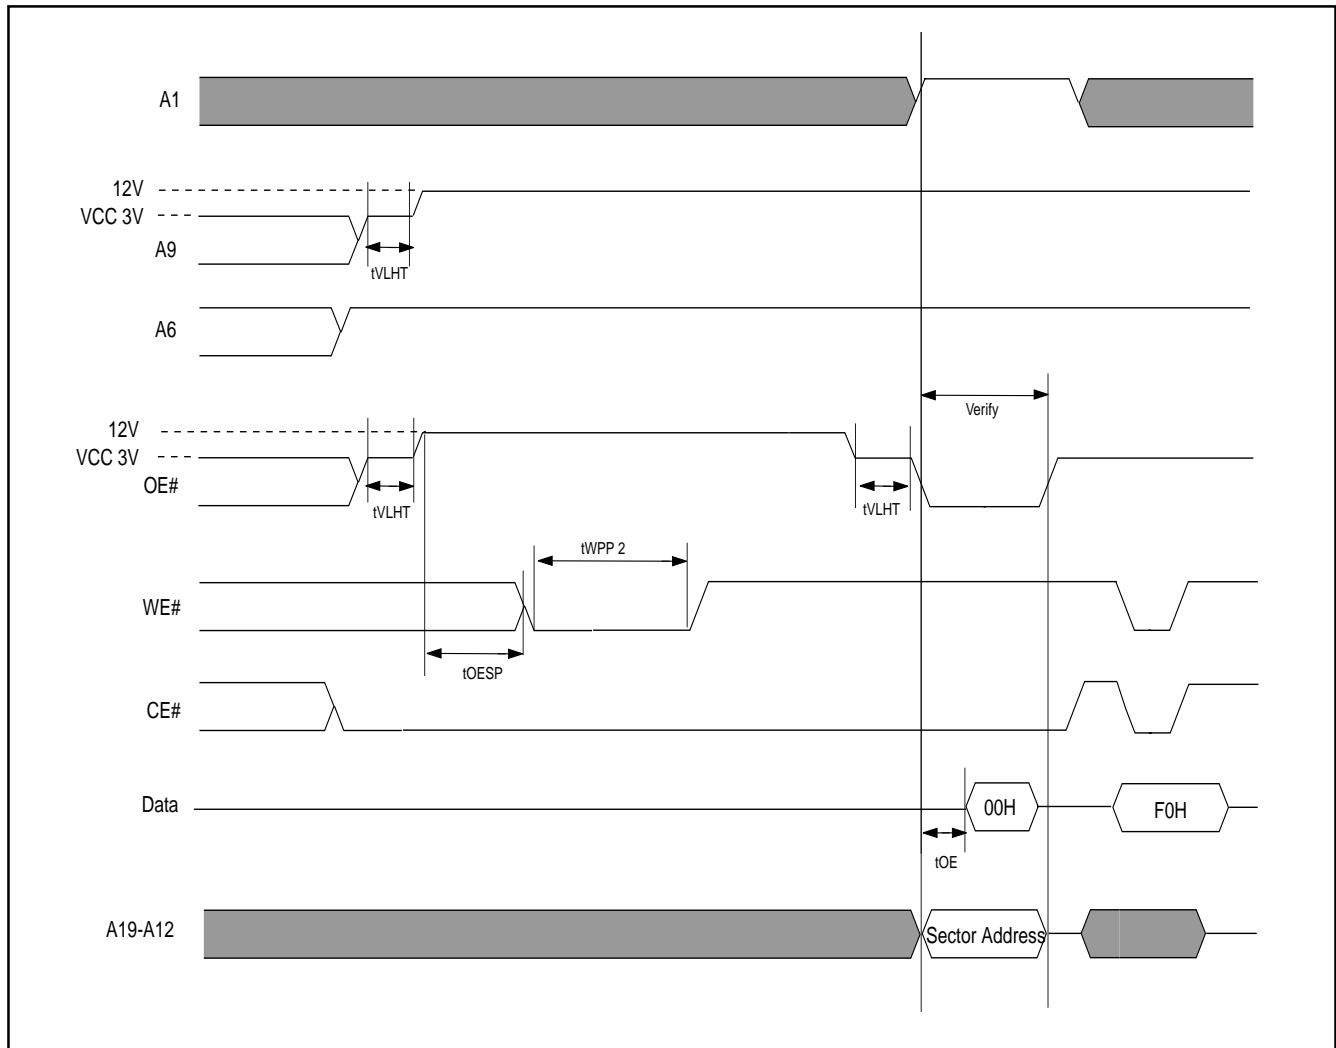 A1
12V
VCC 3V
A9
tVLHT
A6
Verify
12V
VCC 3V
OE#
tVLHT
tVLHT
tWPP 2
WE#
tOESP
CE#
Data
00H
F0H
tOE
A19-A12
Sector Address